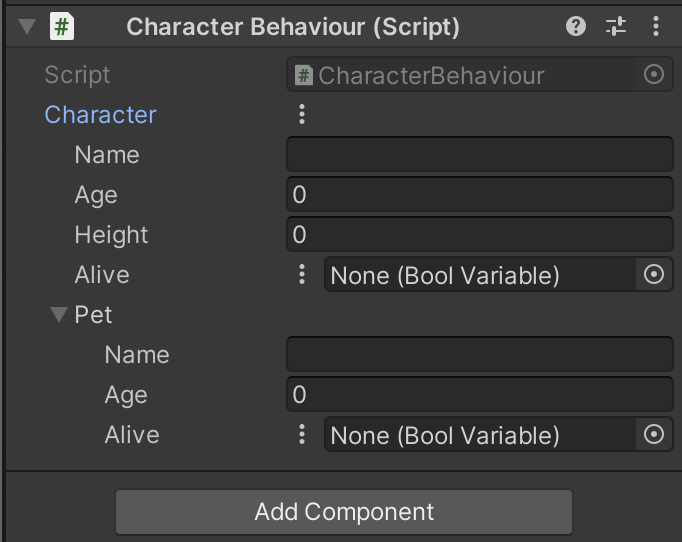 # Character Behaviour (Script)
Script # CharacterBehaviour
Character
Name
Age 0
Height 0
Alive None (Bool Variable)
Pet
Name
Age 0
Alive None (Bool Variable)
Add Component